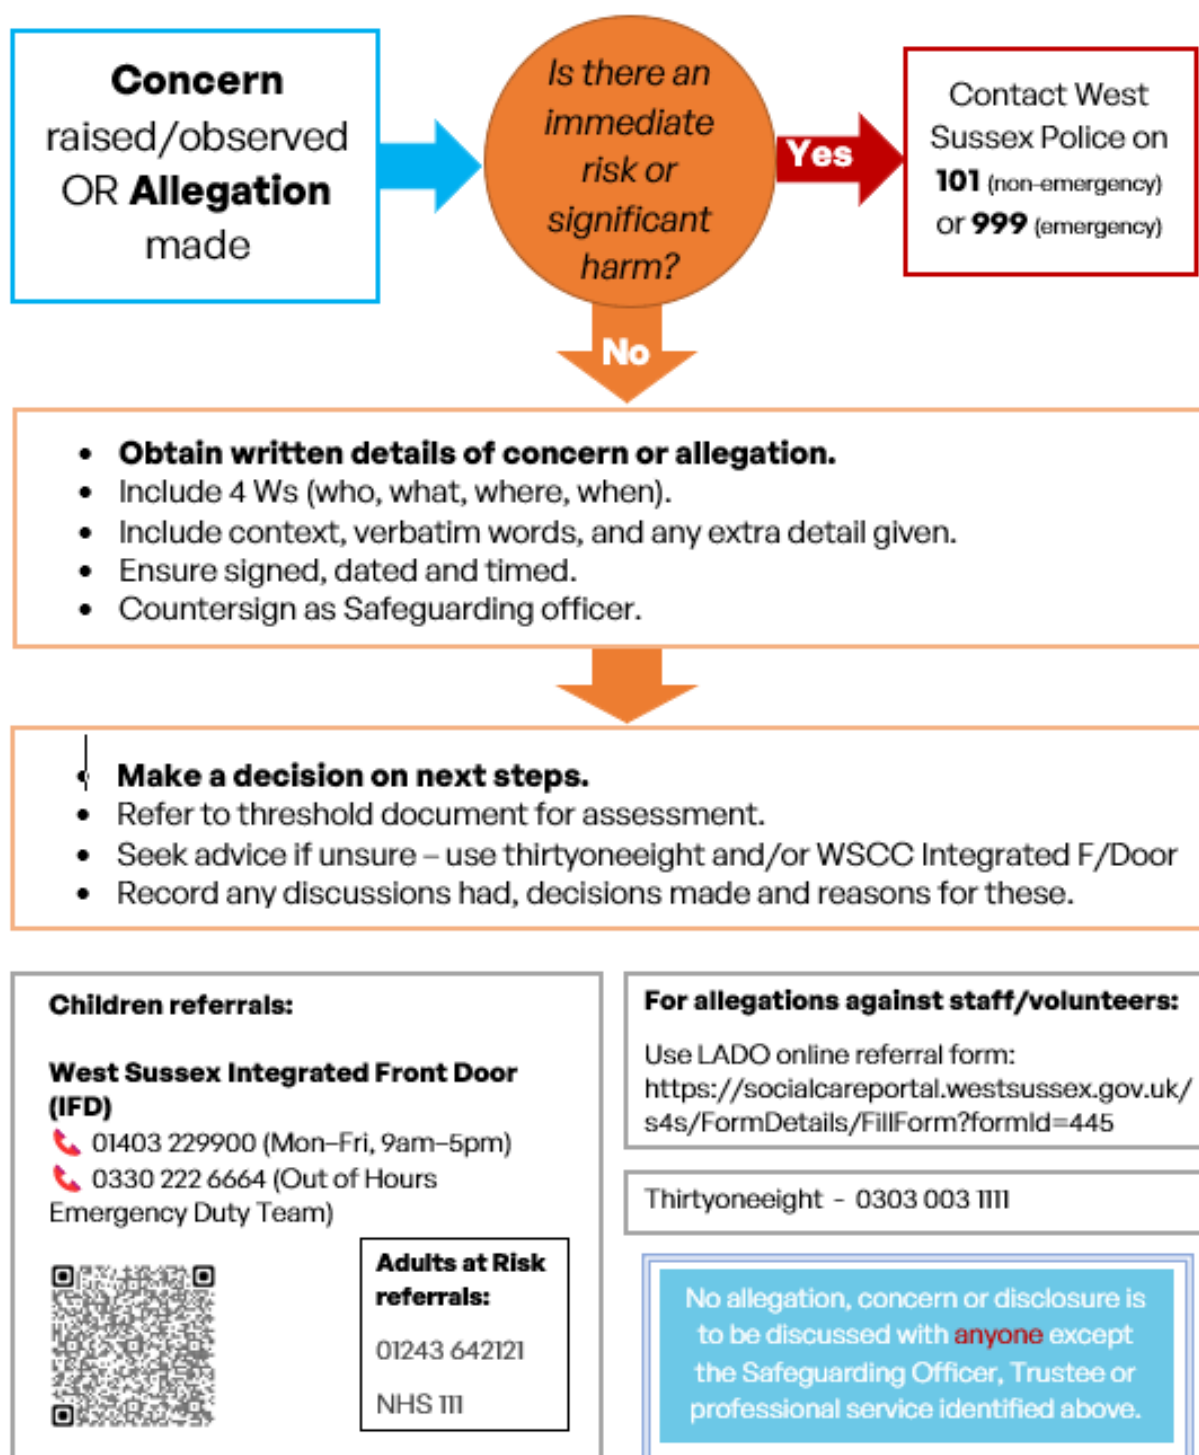 Concern
raised/observed
OR Allegation
made
Is there an
immediate
risk or
significant
harm?
Yes
Contact West
Sussex Police on
101 (non-emergency)
or 999 (emergency)
No
• Obtain written details of concern or allegation.
• Include 4 Ws (who, what, where, when).
• Include context, verbatim words, and any extra detail given.
• Ensure signed, dated and timed.
• Countersign as Safeguarding officer.
• Make a decision on next steps.
• Refer to threshold document for assessment.
• Seek advice if unsure – use thirtyoneeight and/or WSCC Integrated F/Door
• Record any discussions had, decisions made and reasons for these.
Children referrals:
West Sussex Integrated Front Door
(IFD)
📞 01403 229900 (Mon–Fri, 9am–5pm)
📞 0330 222 6664 (Out of Hours
Emergency Duty Team)
Adults at Risk
referrals:
01243 642121
NHS 111
For allegations against staff/volunteers:
Use LADO online referral form:
https://socialcareportal.westsussex.gov.uk/
s4s/FormDetails/FillForm?formId=445
Thirtyoneeight - 0303 003 1111
No allegation, concern or disclosure is
to be discussed with anyone except
the Safeguarding Officer, Trustee or
professional service identified above.